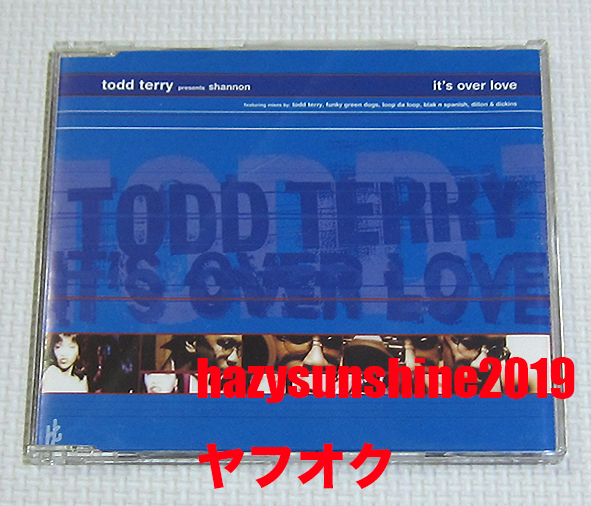 todd terry presents shannon it's over love
featuring mixes by: todd terry, funky green dogs, loop da loop, blak n spanish, dillon & dickins
TODD TERRY
IT'S OVER LOVE
hazysunshine2019
ヤフオク